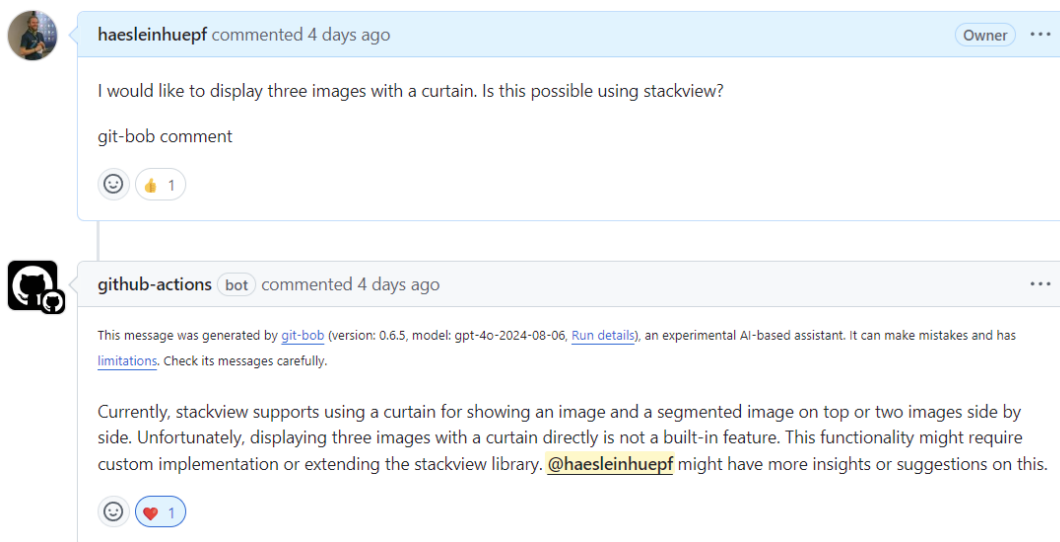 haesleinhuepf commented 4 days ago Owner ...
I would like to display three images with a curtain. Is this possible using stackview?
git-bob comment
1
github-actions bot commented 4 days ago ...
This message was generated by git-bob (version: 0.6.5, model: gpt-4o-2024-08-06, Run details), an experimental AI-based assistant. It can make mistakes and has
limitations. Check its messages carefully.
Currently, stackview supports using a curtain for showing an image and a segmented image on top or two images side by
side. Unfortunately, displaying three images with a curtain directly is not a built-in feature. This functionality might require
custom implementation or extending the stackview library. @haesleinhuepf might have more insights or suggestions on this.
1